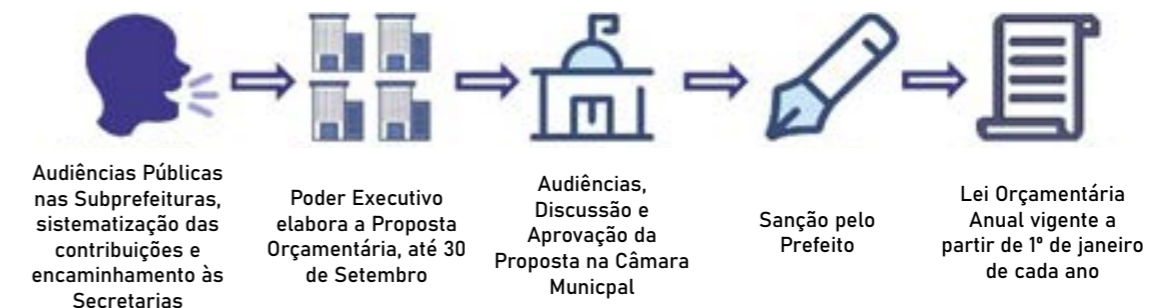 Audiências Públicas
nas Subprefeituras,
sistematização das
contribuições e
encaminhamento às
Secretarias
Poder Executivo
elabora a Proposta
Orçamentária, até 30
de Setembro
Audiências,
Discussão e
Aprovação da
Proposta na Câmara
Municpal
Sanção pelo
Prefeito
Lei Orçamentária
Anual vigente a
partir de 1º de janeiro
de cada ano